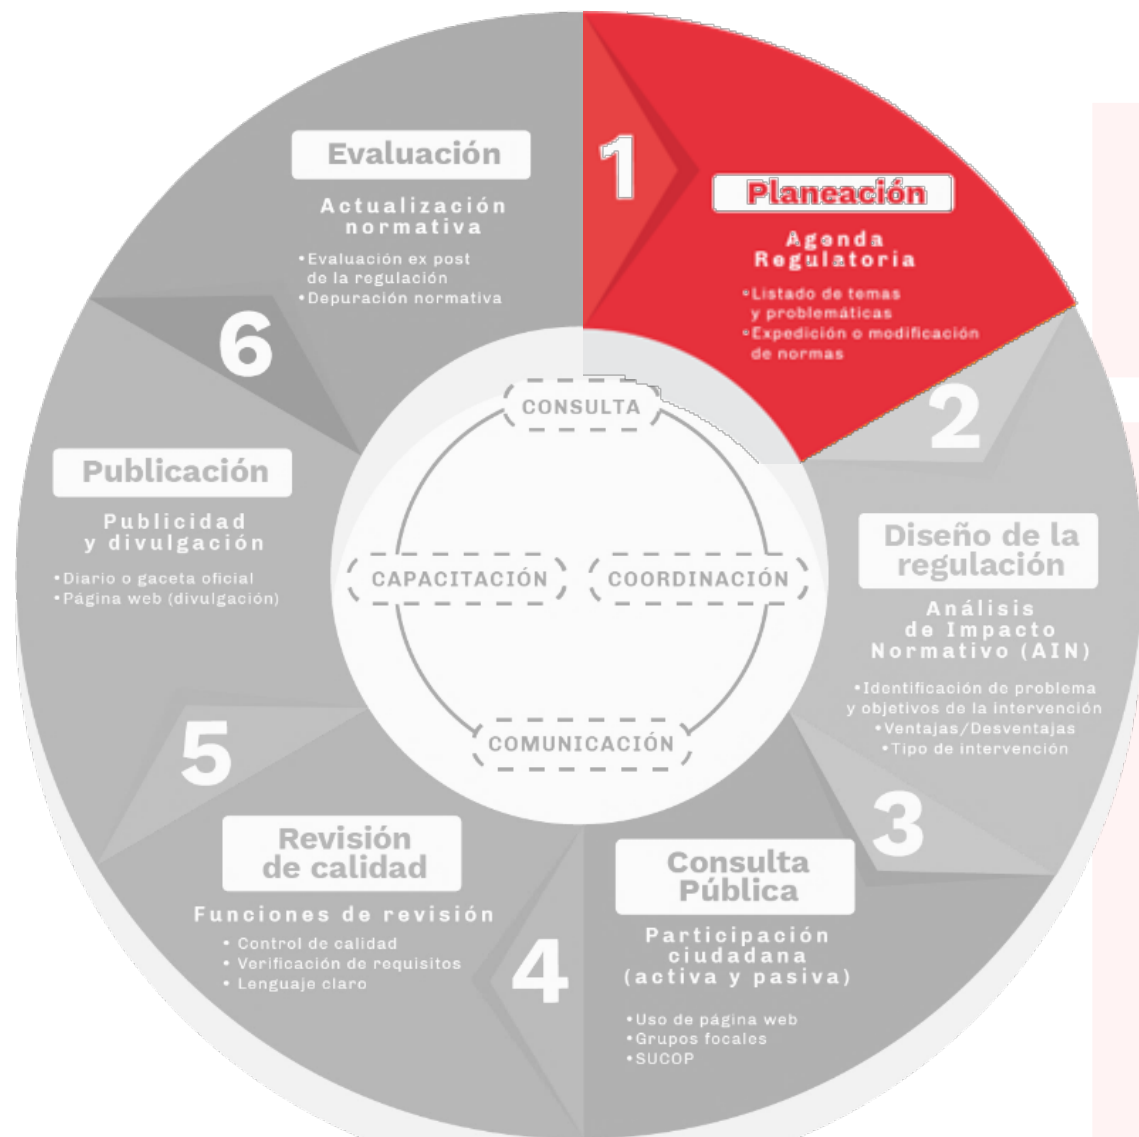 1
Planeación
Agenda
Regulatoria
•Listado de temas
y problemáticas
•Expedición o modificación
de normas
2
Diseño de la
regulación
Análisis
de Impacto
Normativo (AIN)
•Identificación de problema
y objetivos de la intervención
•Ventajas/Desventajas
•Tipo de intervención
3
Consulta
Pública
Participación
ciudadana
(activa y pasiva)
•Uso de página web
•Grupos focales
•SUCOP
4
Revisión
de calidad
Funciones de revisión
• Control de calidad
• Verificación de requisitos
• Lenguaje claro
5
Publicación
Publicidad
y divulgación
•Diario o gaceta oficial
•Página web (divulgación)
6
Evaluación
Actualización
normativa
•Evaluación ex post
de la regulación
•Depuración normativa
CONSULTA
CAPACITACIÓN
COORDINACIÓN
COMUNICACIÓN